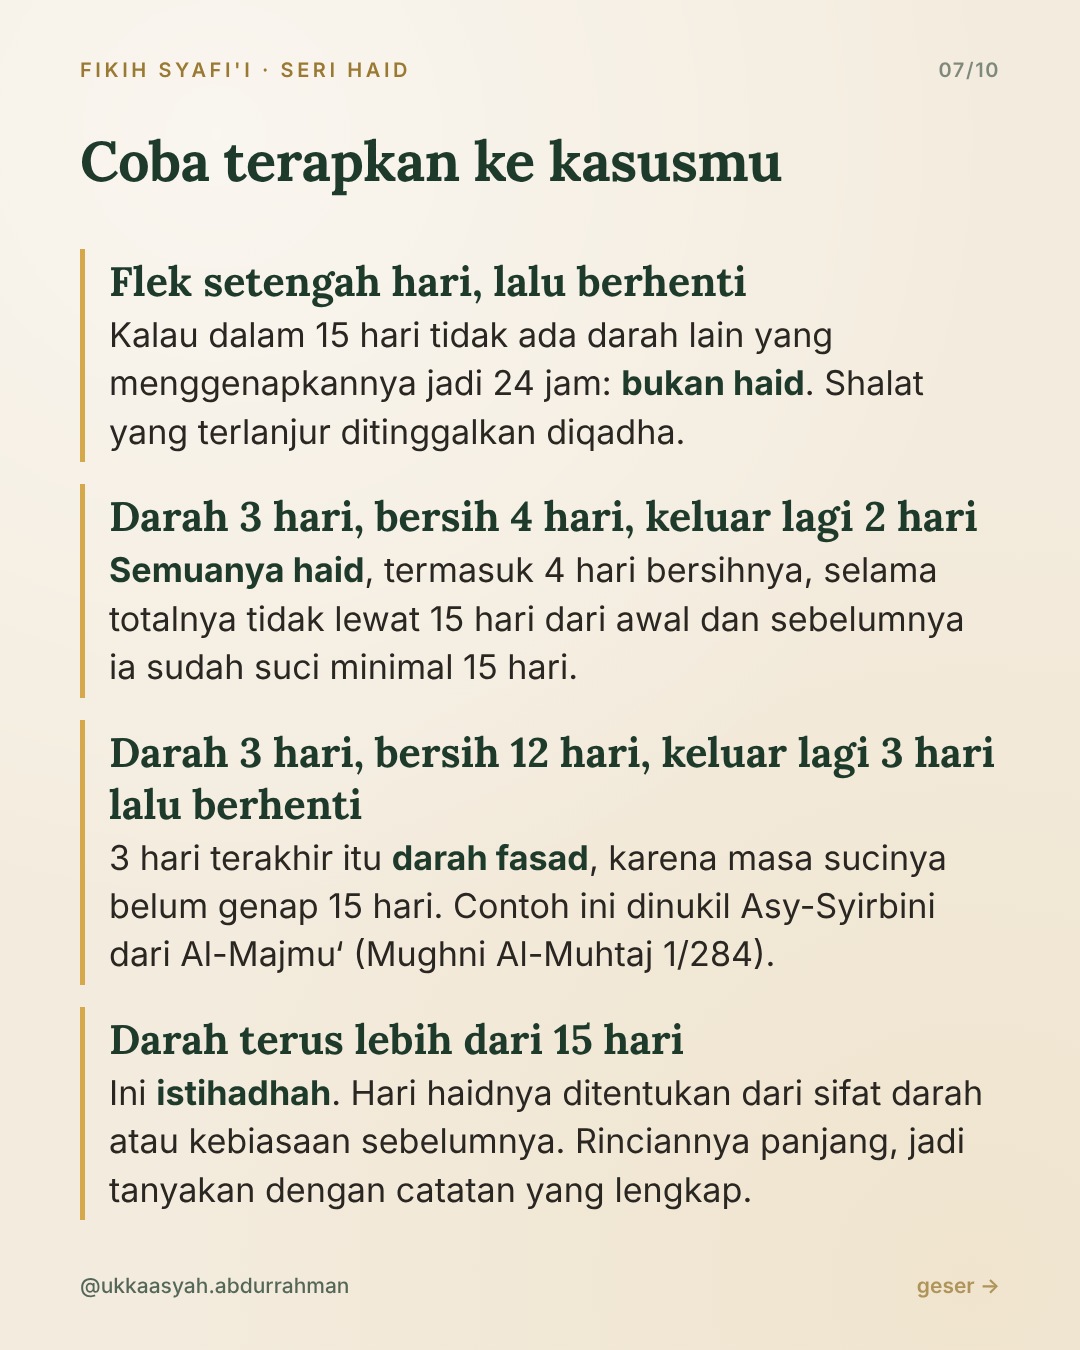 FIKIH SYAFI'I · SERI HAID
07/10
Coba terapkan ke kasusmu
Flek setengah hari, lalu berhenti
Kalau dalam 15 hari tidak ada darah lain yang
menggenapkannya jadi 24 jam: bukan haid. Shalat
yang terlanjur ditinggalkan diqadha.
Darah 3 hari, bersih 4 hari, keluar lagi 2 hari
Semuanya haid, termasuk 4 hari bersihnya, selama
totalnya tidak lewat 15 hari dari awal dan sebelumnya
ia sudah suci minimal 15 hari.
Darah 3 hari, bersih 12 hari, keluar lagi 3 hari
lalu berhenti
3 hari terakhir itu darah fasad, karena masa sucinya
belum genap 15 hari. Contoh ini dinukil Asy-Syirbini
dari Al-Majmu‘ (Mughni Al-Muhtaj 1/284).
Darah terus lebih dari 15 hari
Ini istihadhah. Hari haidnya ditentukan dari sifat darah
atau kebiasaan sebelumnya. Rinciannya panjang, jadi
tanyakan dengan catatan yang lengkap.
@ukkaasyah.abdurrahman
geser →